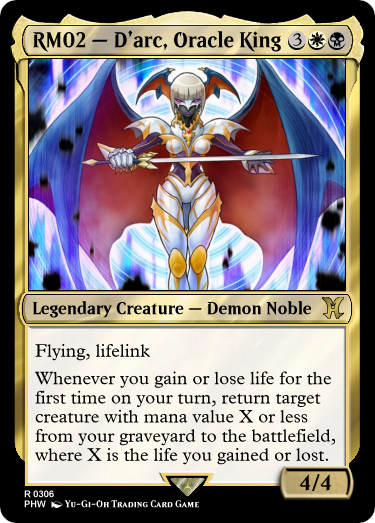 RM02 — D'arc, Oracle King 3
Legendary Creature — Demon Noble
Flying, lifelink
Whenever you gain or lose life for the
first time on your turn, return target
creature with mana value X or less
from your graveyard to the battlefield,
where X is the life you gained or lost.
4/4
R 0306
PHW Yu-Gi-Oh Trading Card Game